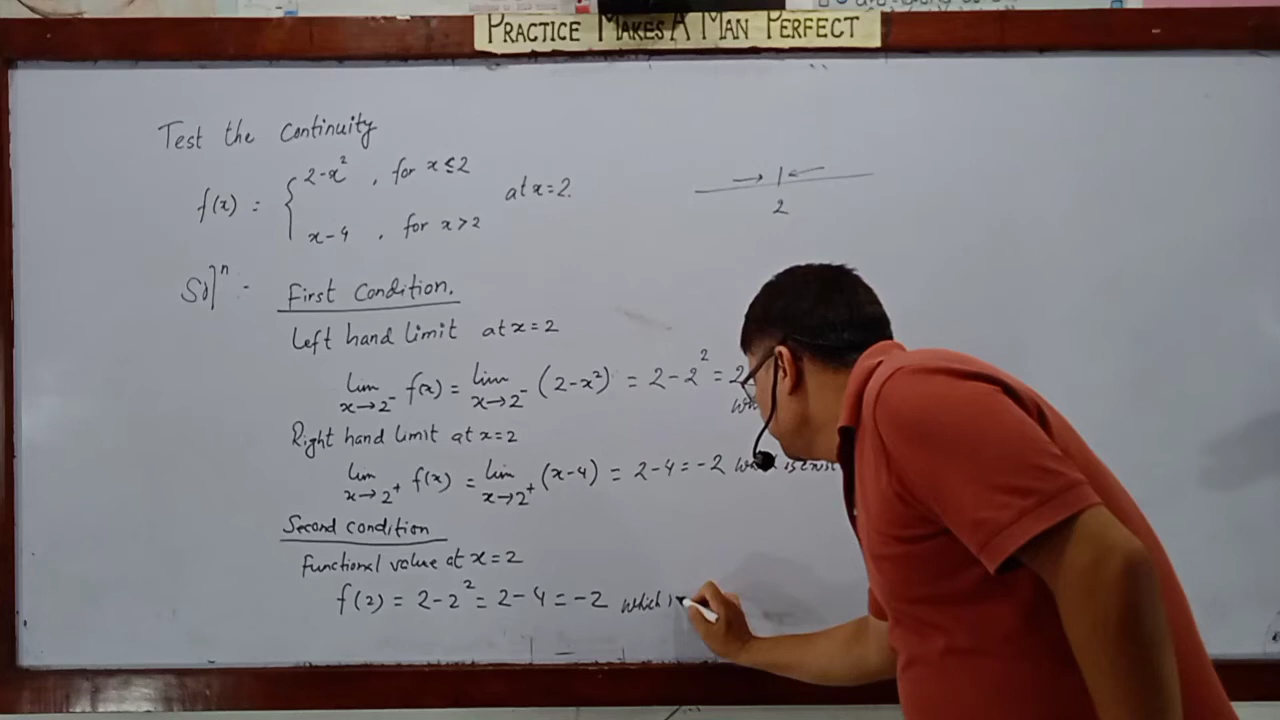 PRACTICE MAKES A MAN PERFECT
Test the Continuity
f(x) = { 2-x², for x≤2
x-4, for x>2
at x=2.
2
Solⁿ:-
First Condition.
Left hand limit at x=2
lim x→2⁻ f(x) = lim x→2⁻ (2-x²) = 2-2² = 2
Right hand limit at x=2
lim x→2⁺ f(x) = lim x→2⁺ (x-4) = 2-4 = -2 is exist
Second condition
functional value at x=2
f(2) = 2-2² = 2-4 = -2 which